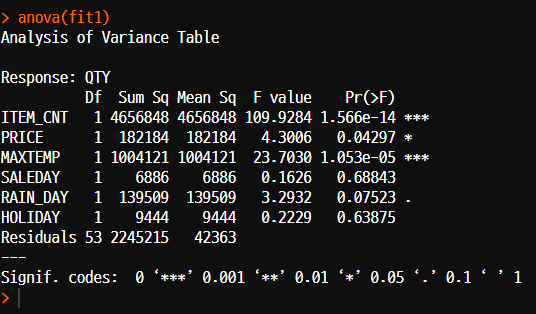 > anova(fit1)
Analysis of Variance Table

Response: QTY
          Df  Sum Sq Mean Sq  F value    Pr(>F)
ITEM_CNT   1 4656848 4656848 109.9284 1.566e-14 ***
PRICE      1  182184  182184   4.3006   0.04297 *
MAXTEMP    1 1004121 1004121  23.7030 1.053e-05 ***
SALEDAY    1    6886    6886   0.1626   0.68843
RAIN_DAY   1  139509  139509   3.2932   0.07523 .
HOLIDAY    1    9444    9444   0.2229   0.63875
Residuals 53 2245215   42363
---
Signif. codes:  0 ‘***’ 0.001 ‘**’ 0.01 ‘*’ 0.05 ‘.’ 0.1 ‘ ’ 1
>